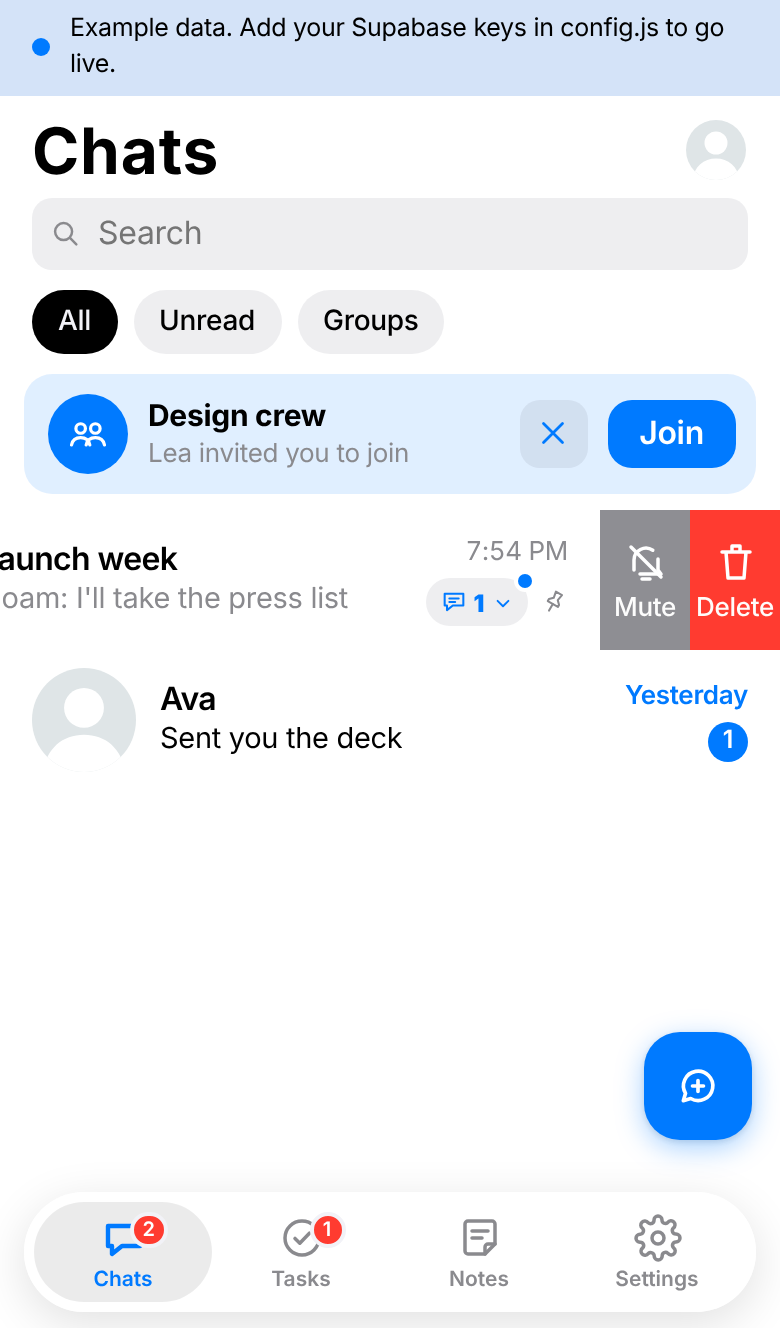 Example data. Add your Supabase keys in config.js to go
live.
Chats
Search
All
Unread
Groups
Design crew
Lea invited you to join
Join
aunch week
7:54 PM
oam: I'll take the press list
1
Mute
Delete
Ava
Yesterday
Sent you the deck
1
2
Chats
1
Tasks
Notes
Settings